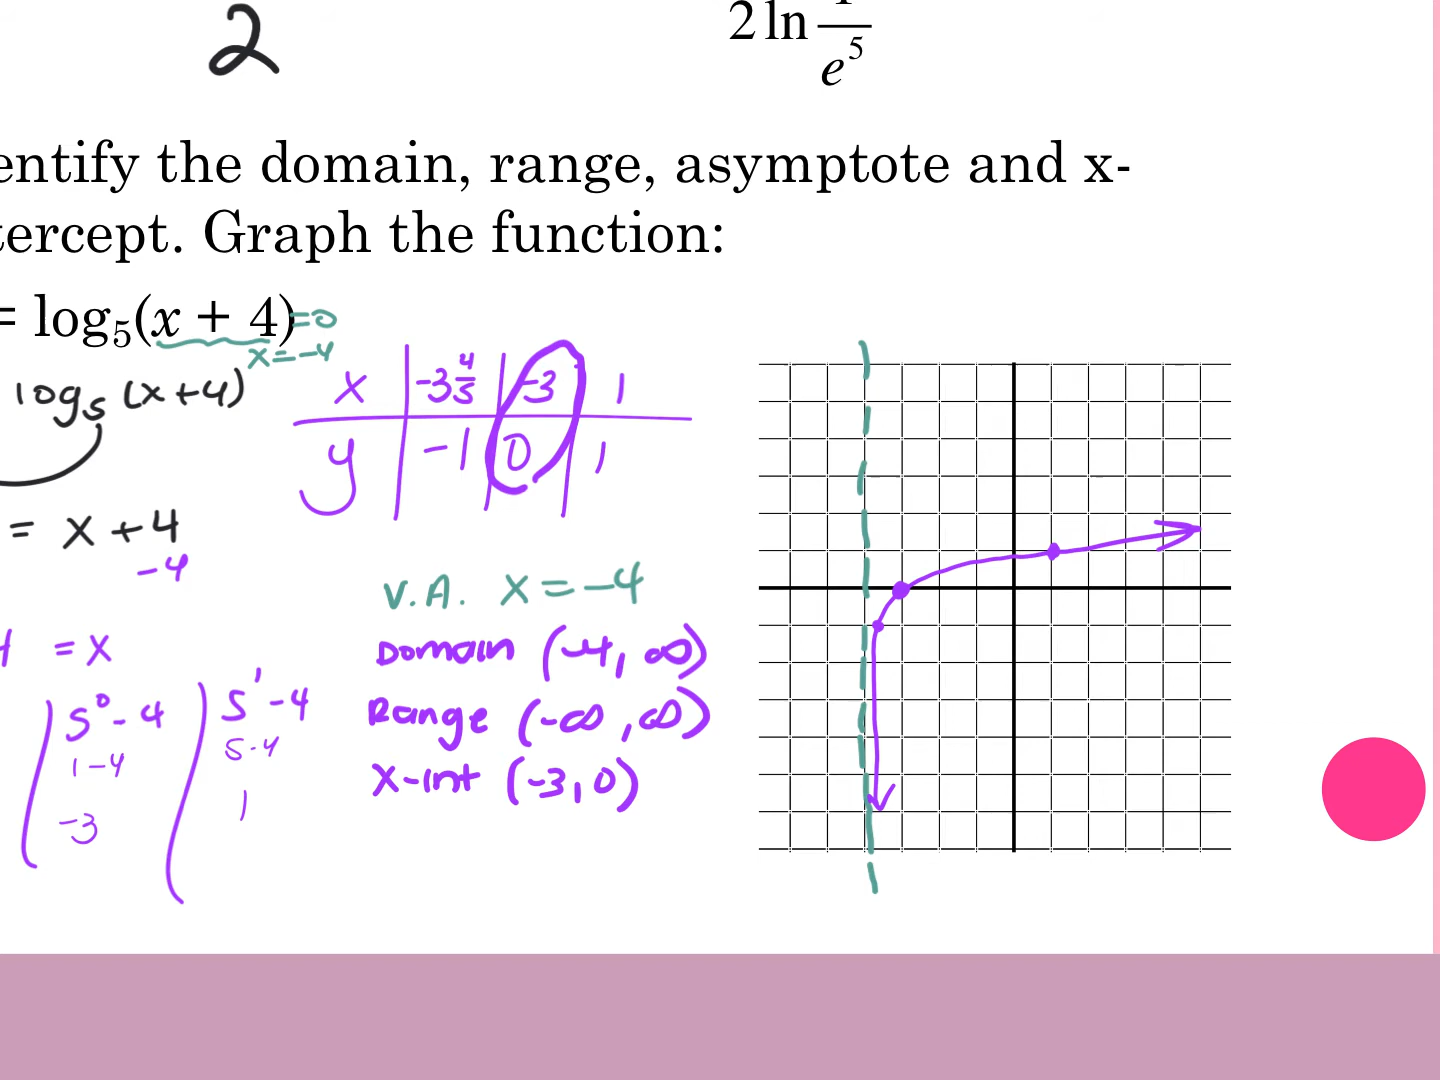 2
2 ln 1/e^5
entify the domain, range, asymptote and x-
tercept. Graph the function:
= log₅(x + 4) =0
x=-4
log₅ (x+4)
x | -3 4/5 | -3 | 1
y | -1 | 0 | 1
= x +4
-4
V.A. x = -4
= x
Domain (-4, ∞)
5⁰-4
5¹-4
Range (-∞, ∞)
1-4
5-4
x-int (-3,0)
-3
1